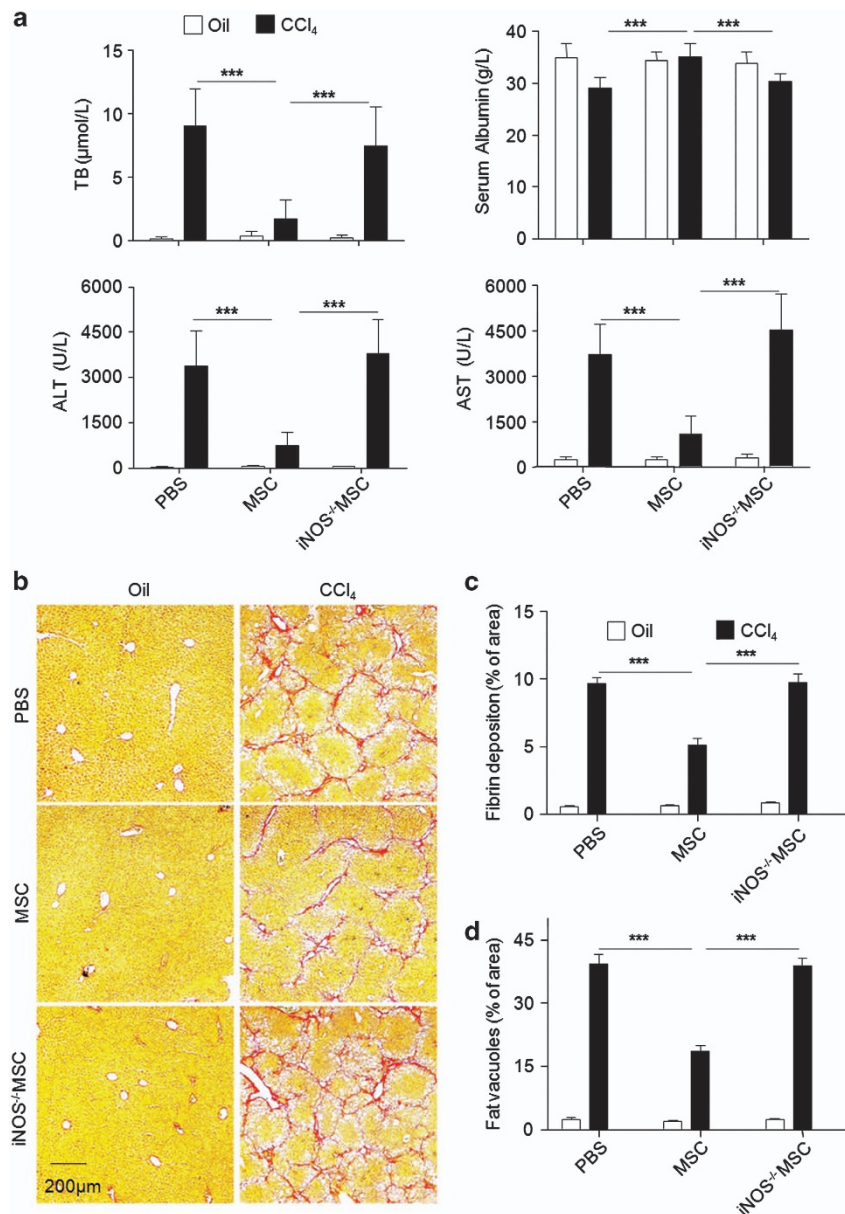 a
Oil CCl₄
TB (µmol/L)
15
10
5
0
***
***
Serum Albumin (g/L)
40
30
20
10
0
*** ***
ALT (U/L)
6000
4500
3000
1500
0
*** ***
PBS
MSC
iNOS⁻/⁻MSC
AST (U/L)
6000
4500
3000
1500
0
***
***
PBS
MSC
iNOS⁻/⁻MSC
b
Oil CCl₄
PBS
MSC
iNOS⁻/⁻MSC
200µm
c
Oil CCl₄
Fibrin depositon (% of area)
15
10
5
0
*** ***
PBS
MSC
iNOS⁻/⁻MSC
d
Fat vacuoles (% of area)
45
30
15
0
*** ***
PBS
MSC
iNOS⁻/⁻MSC